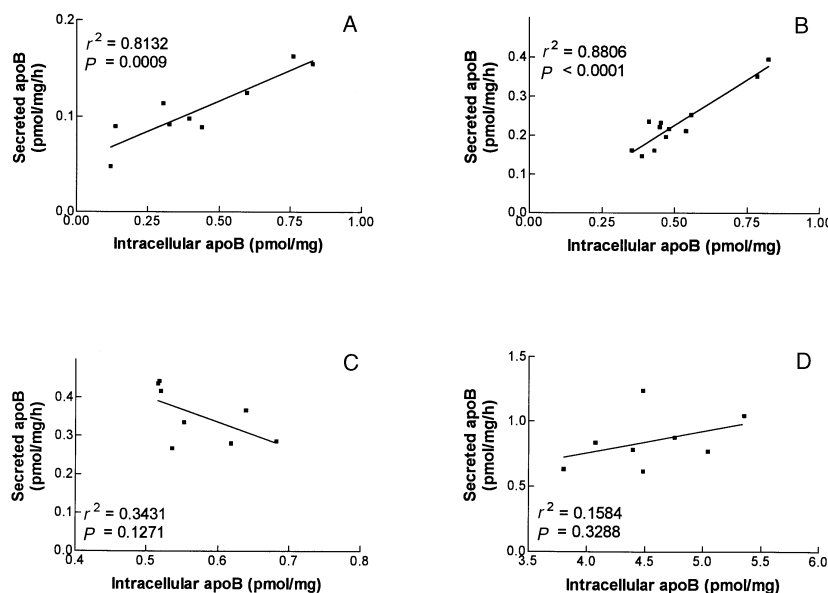 A
r² = 0.8132
P = 0.0009
Secreted apoB
(pmol/mg/h)
0.2
0.1
0.0
0.00 0.25 0.50 0.75 1.00
Intracellular apoB (pmol/mg)
B
r² = 0.8806
P < 0.0001
Secreted apoB
(pmol/mg/h)
0.4
0.3
0.2
0.1
0.0
0.00 0.25 0.50 0.75 1.00
Intracellular apoB (pmol/mg)
C
Secreted apoB
(pmol/mg/h)
0.4
0.3
0.2
0.1
0.0
r² = 0.3431
P = 0.1271
0.4 0.5 0.6 0.7 0.8
Intracellular apoB (pmol/mg)
D
Secreted apoB
(pmol/mg/h)
1.5
1.0
0.5
0.0
r² = 0.1584
P = 0.3288
3.5 4.0 4.5 5.0 5.5 6.0
Intracellular apoB (pmol/mg)